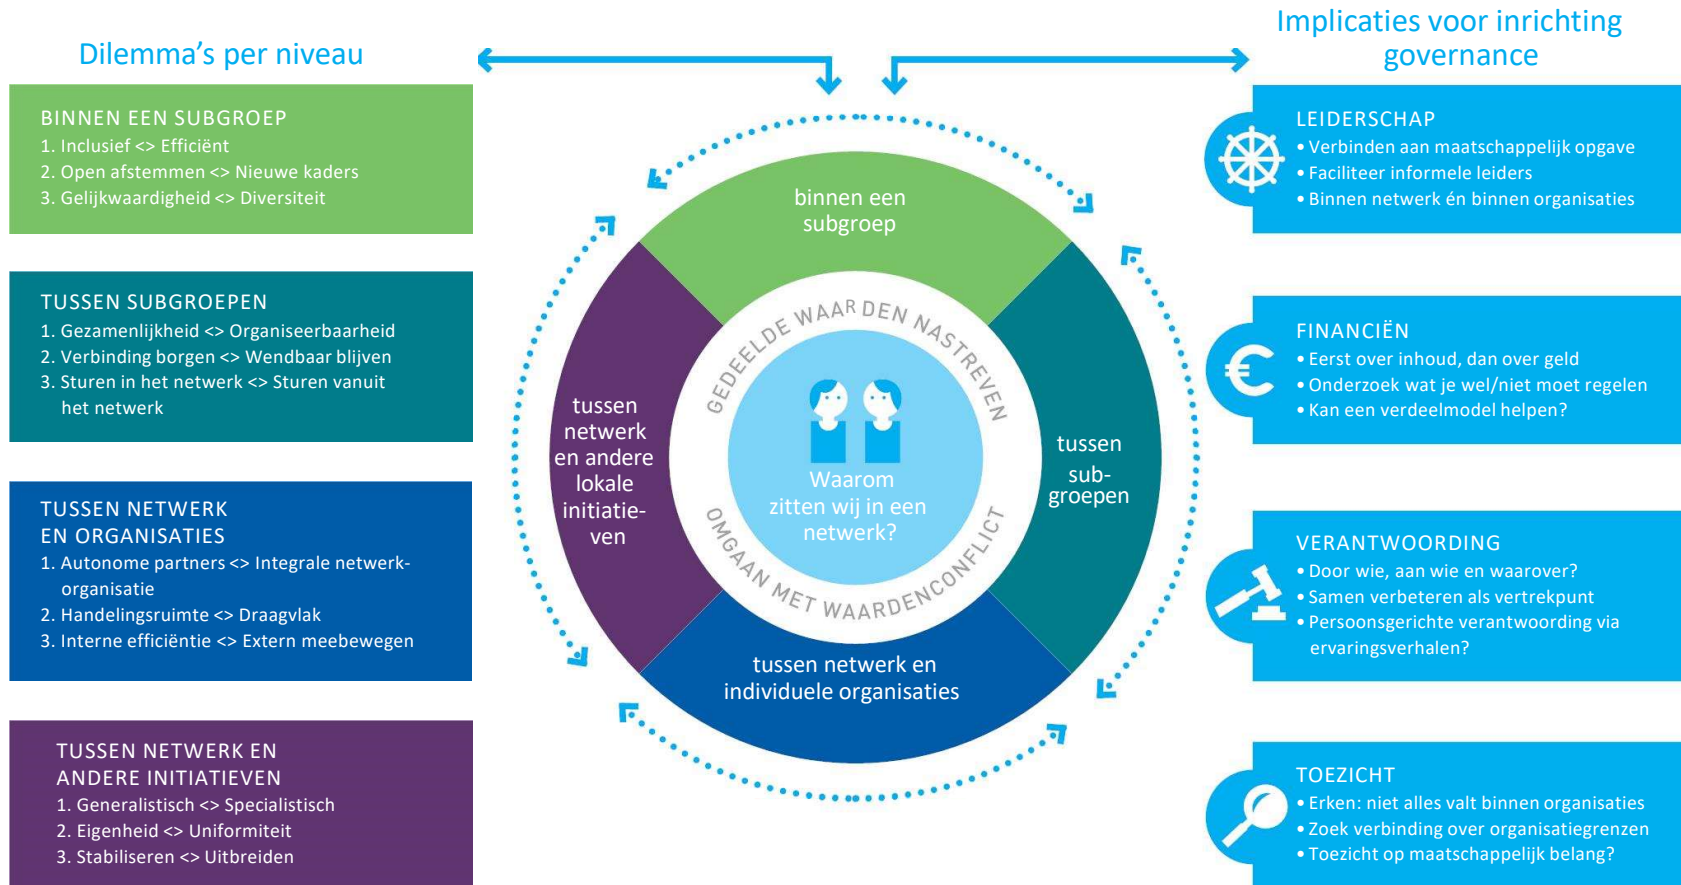 Dilemma's per niveau
BINNEN EEN SUBGROEP
1. Inclusief <> Efficiënt
2. Open afstemmen <> Nieuwe kaders
3. Gelijkwaardigheid <> Diversiteit
TUSSEN SUBGROEPEN
1. Gezamenlijkheid <> Organiseerbaarheid
2. Verbinding borgen <> Wendbaar blijven
3. Sturen in het netwerk <> Sturen vanuit
het netwerk
TUSSEN NETWERK
EN ORGANISATIES
1. Autonome partners <> Integrale netwerk-
organisatie
2. Handelingsruimte <> Draagvlak
3. Interne efficiëntie <> Extern meebewegen
TUSSEN NETWERK EN
ANDERE INITIATIEVEN
1. Generalistisch <> Specialistisch
2. Eigenheid <> Uniformiteit
3. Stabiliseren <> Uitbreiden
binnen een
subgroep
tussen
sub-
groepen
tussen netwerk en
individuele organisaties
tussen
netwerk
en andere
lokale
initiatie-
ven
GEDEELDE WAARDEN NASTREVEN
OMGAAN MET WAARDENCONFLICT
Waarom
zitten wij in een
netwerk?
Implicaties voor inrichting
governance
LEIDERSCHAP
• Verbinden aan maatschappelijk opgave
• Faciliteer informele leiders
• Binnen netwerk én binnen organisaties
€
FINANCIËN
• Eerst over inhoud, dan over geld
• Onderzoek wat je wel/niet moet regelen
• Kan een verdeelmodel helpen?
VERANTWOORDING
• Door wie, aan wie en waarover?
• Samen verbeteren als vertrekpunt
• Persoonsgerichte verantwoording via
ervaringsverhalen?
TOEZICHT
• Erken: niet alles valt binnen organisaties
• Zoek verbinding over organisatiegrenzen
• Toezicht op maatschappelijk belang?